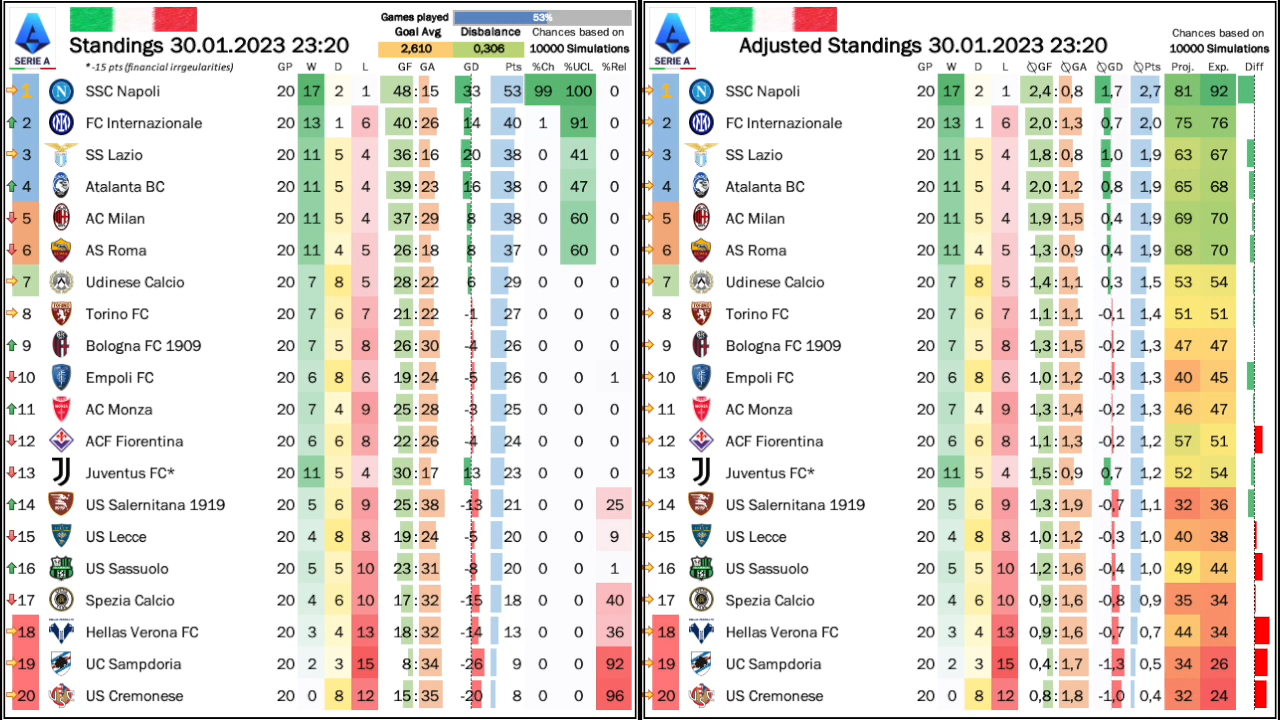 Games played 53%
Goal Avg Disbalance Chances based on
Standings 30.01.2023 23:20 2,610 0,306 10000 Simulations
SERIE A
* -15 pts (financial irrgeularities) GP W D L GF GA GD Pts %Ch %UCL %Rel
1 SSC Napoli 20 17 2 1 48:15 33 53 99 100 0
2 FC Internazionale 20 13 1 6 40:26 14 40 1 91 0
3 SS Lazio 20 11 5 4 36:16 20 38 0 41 0
4 Atalanta BC 20 11 5 4 39:23 16 38 0 47 0
5 AC Milan 20 11 5 4 37:29 8 38 0 60 0
6 AS Roma 20 11 4 5 26:18 8 37 0 60 0
7 Udinese Calcio 20 7 8 5 28:22 6 29 0 0 0
8 Torino FC 20 7 6 7 21:22 -1 27 0 0 0
9 Bologna FC 1909 20 7 5 8 26:30 -4 26 0 0 0
10 Empoli FC 20 6 8 6 19:24 -5 26 0 0 1
11 AC Monza 20 7 4 9 25:28 -3 25 0 0 0
12 ACF Fiorentina 20 6 6 8 22:26 -4 24 0 0 0
13 Juventus FC* 20 11 5 4 30:17 13 23 0 0 0
14 US Salernitana 1919 20 5 6 9 25:38 -13 21 0 0 25
15 US Lecce 20 4 8 8 19:24 -5 20 0 0 9
16 US Sassuolo 20 5 5 10 23:31 -8 20 0 0 1
17 Spezia Calcio 20 4 6 10 17:32 -15 18 0 0 40
18 Hellas Verona FC 20 3 4 13 18:32 -14 13 0 0 36
19 UC Sampdoria 20 2 3 15 8:34 -26 9 0 0 92
20 US Cremonese 20 0 8 12 15:35 -20 8 0 0 96
Chances based on
Adjusted Standings 30.01.2023 23:20 10000 Simulations
SERIE A
GP W D L ∅GF ∅GA ∅GD ∅Pts Proj. Exp. Diff
1 SSC Napoli 20 17 2 1 2,4:0,8 1,7 2,7 81 92
2 FC Internazionale 20 13 1 6 2,0:1,3 0,7 2,0 75 76
3 SS Lazio 20 11 5 4 1,8:0,8 1,0 1,9 63 67
4 Atalanta BC 20 11 5 4 2,0:1,2 0,8 1,9 65 68
5 AC Milan 20 11 5 4 1,9:1,5 0,4 1,9 69 70
6 AS Roma 20 11 4 5 1,3:0,9 0,4 1,9 68 70
7 Udinese Calcio 20 7 8 5 1,4:1,1 0,3 1,5 53 54
8 Torino FC 20 7 6 7 1,1:1,1 -0,1 1,4 51 51
9 Bologna FC 1909 20 7 5 8 1,3:1,5 -0,2 1,3 47 47
10 Empoli FC 20 6 8 6 1,0:1,2 -0,3 1,3 40 45
11 AC Monza 20 7 4 9 1,3:1,4 -0,2 1,3 46 47
12 ACF Fiorentina 20 6 6 8 1,1:1,3 -0,2 1,2 57 51
13 Juventus FC* 20 11 5 4 1,5:0,9 0,7 1,2 52 54
14 US Salernitana 1919 20 5 6 9 1,3:1,9 -0,7 1,1 32 36
15 US Lecce 20 4 8 8 1,0:1,2 -0,3 1,0 40 38
16 US Sassuolo 20 5 5 10 1,2:1,6 -0,4 1,0 49 44
17 Spezia Calcio 20 4 6 10 0,9:1,6 -0,8 0,9 35 34
18 Hellas Verona FC 20 3 4 13 0,9:1,6 -0,7 0,7 44 34
19 UC Sampdoria 20 2 3 15 0,4:1,7 -1,3 0,5 34 26
20 US Cremonese 20 0 8 12 0,8:1,8 -1,0 0,4 32 24